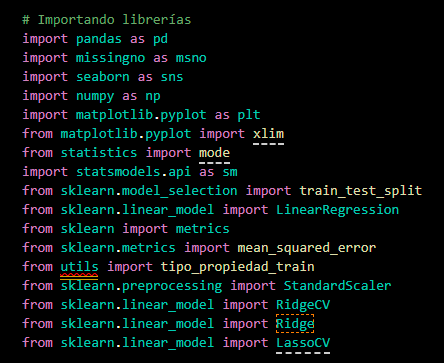 # Importando librerías
import pandas as pd
import missingno as msno
import seaborn as sns
import numpy as np
import matplotlib.pyplot as plt
from matplotlib.pyplot import xlim
from statistics import mode
import statsmodels.api as sm
from sklearn.model_selection import train_test_split
from sklearn.linear_model import LinearRegression
from sklearn import metrics
from sklearn.metrics import mean_squared_error
from utils import tipo_propiedad_train
from sklearn.preprocessing import StandardScaler
from sklearn.linear_model import RidgeCV
from sklearn.linear_model import Ridge
from sklearn.linear_model import LassoCV